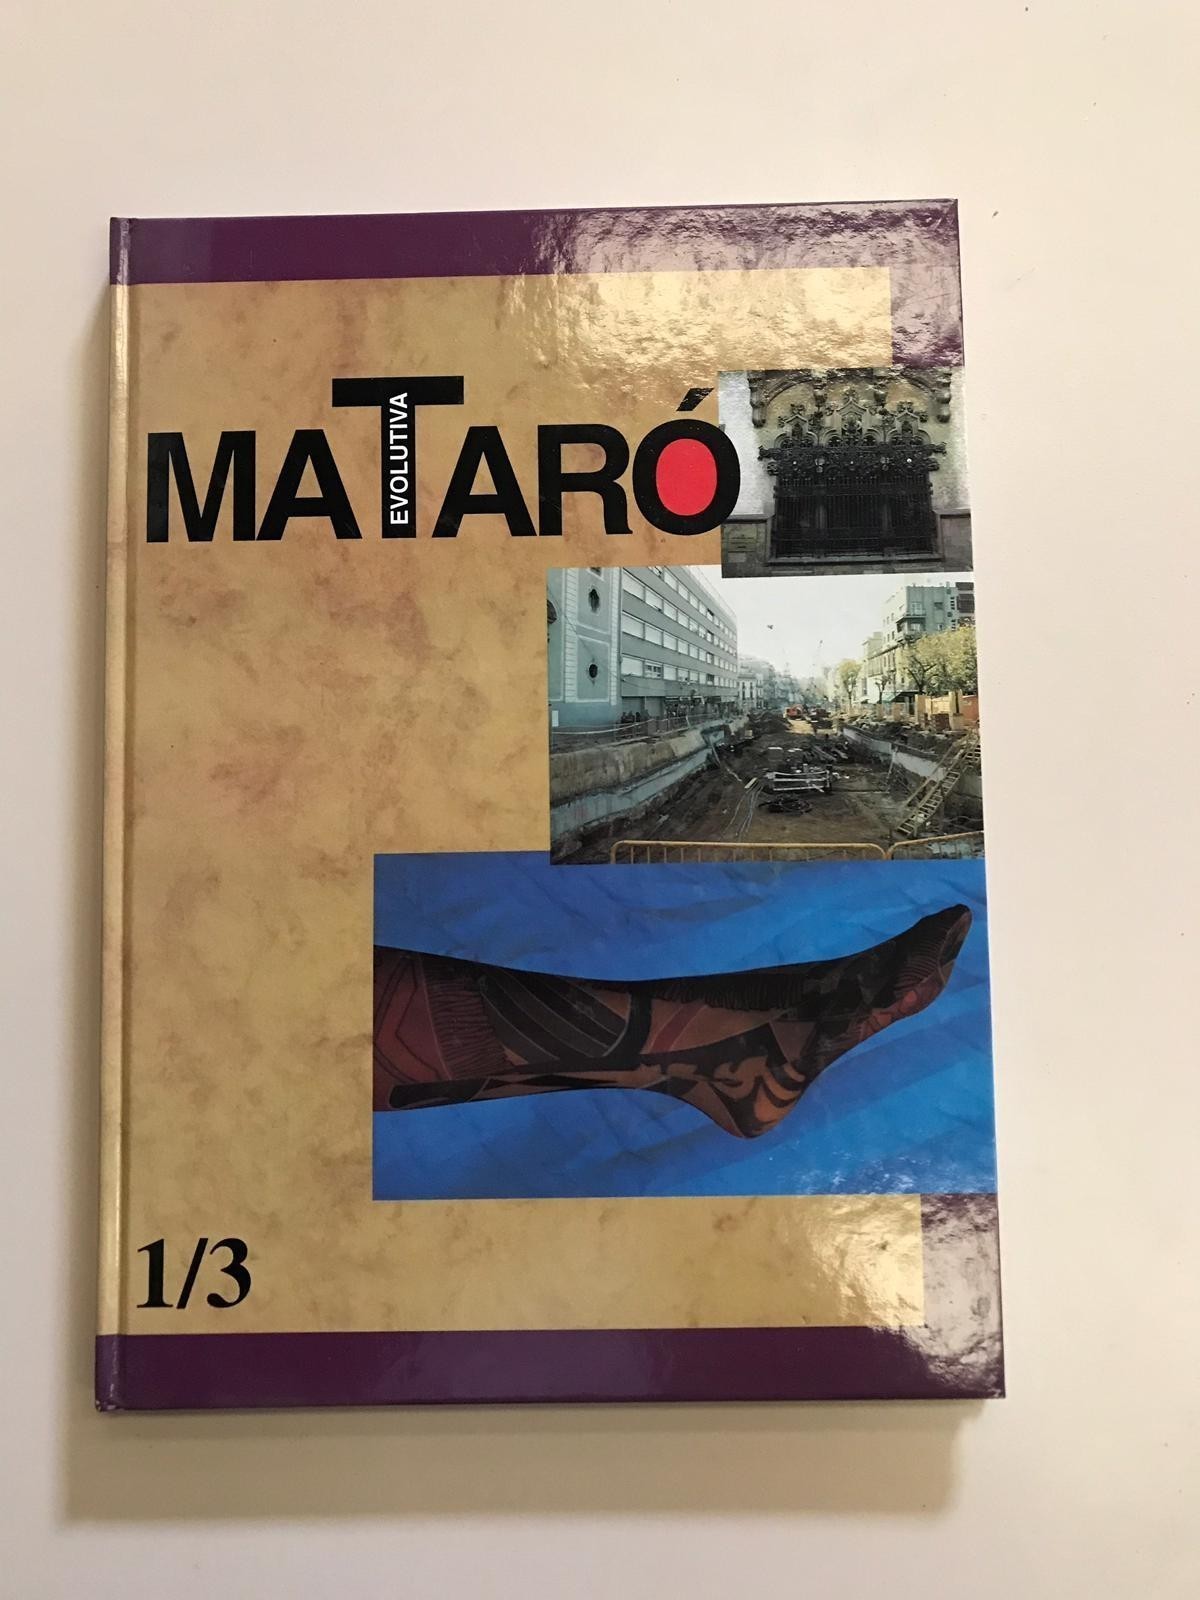 MATARÓ
EVOLUTIVA
1/3